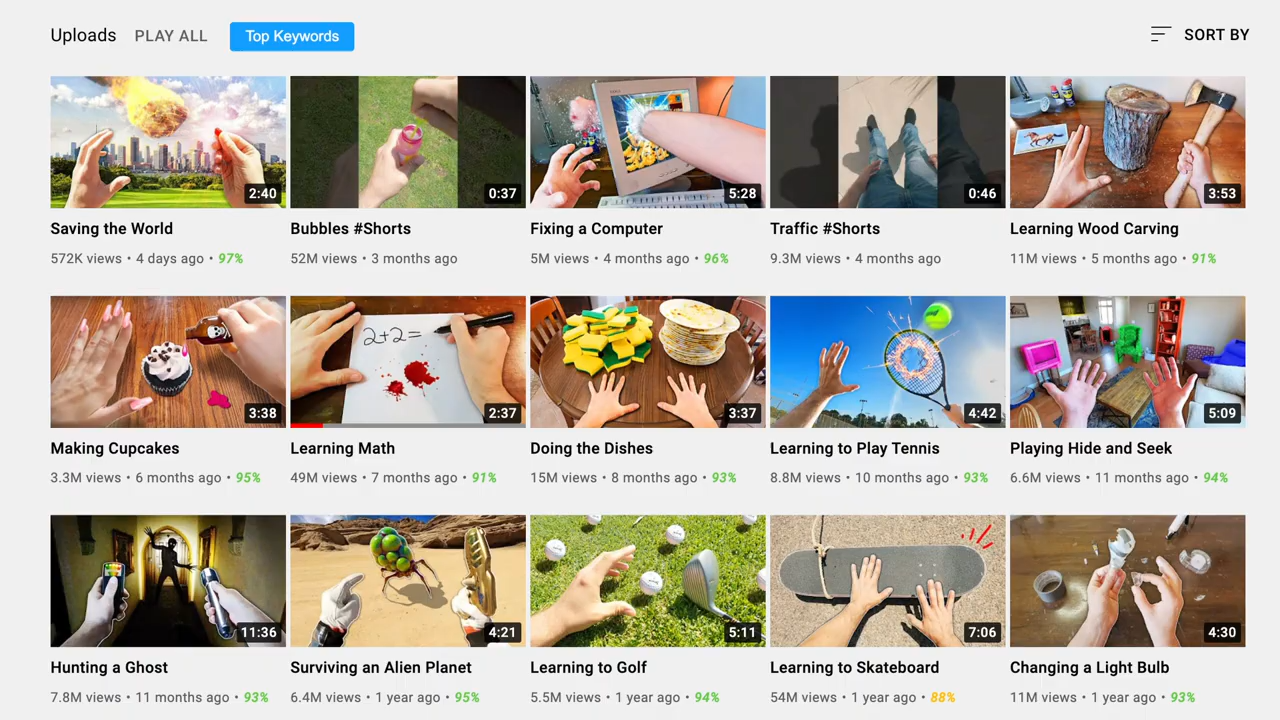 Uploads PLAY ALL Top Keywords SORT BY
2:40 0:37 5:28 0:46 3:53
Saving the World Bubbles #Shorts Fixing a Computer Traffic #Shorts Learning Wood Carving
572K views • 4 days ago • 97% 52M views • 3 months ago 5M views • 4 months ago • 96% 9.3M views • 4 months ago 11M views • 5 months ago • 91%
2+2=
3:38 2:37 3:37 4:42 5:09
Making Cupcakes Learning Math Doing the Dishes Learning to Play Tennis Playing Hide and Seek
3.3M views • 6 months ago • 95% 49M views • 7 months ago • 91% 15M views • 8 months ago • 93% 8.8M views • 10 months ago • 93% 6.6M views • 11 months ago • 94%
11:36 4:21 5:11 7:06 4:30
Hunting a Ghost Surviving an Alien Planet Learning to Golf Learning to Skateboard Changing a Light Bulb
7.8M views • 11 months ago • 93% 6.4M views • 1 year ago • 95% 5.5M views • 1 year ago • 94% 54M views • 1 year ago • 88% 11M views • 1 year ago • 93%